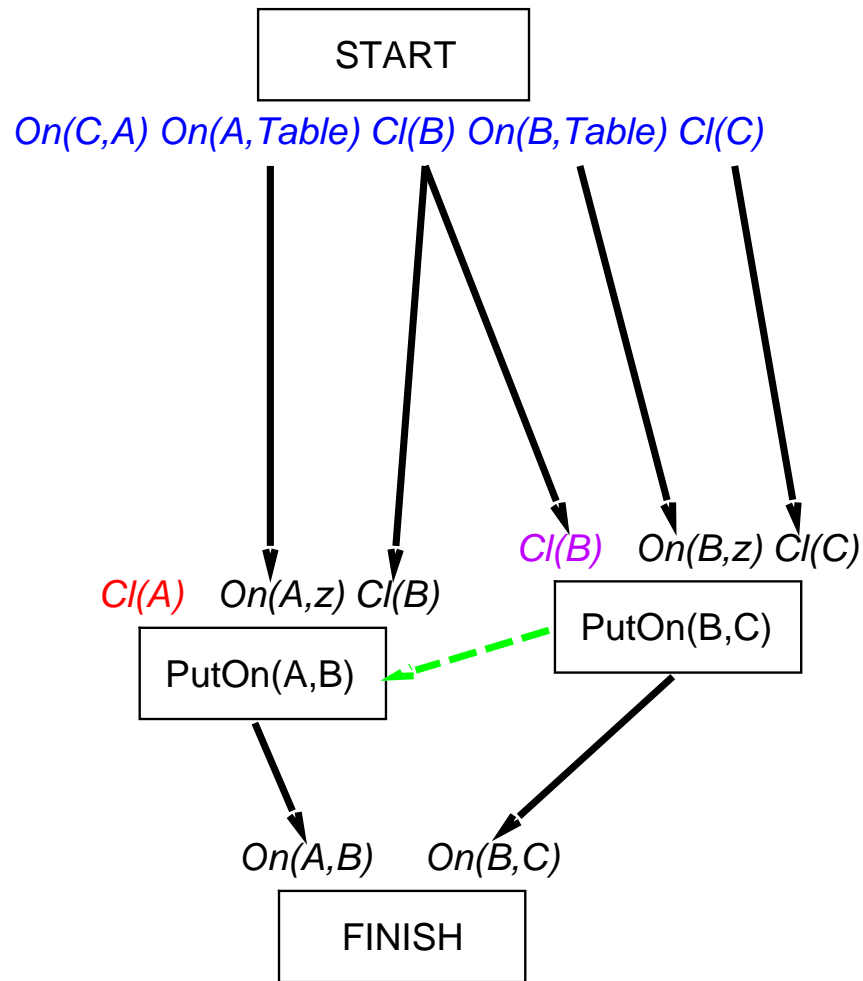 START
On(C,A) On(A,Table) Cl(B) On(B,Table) Cl(C)
Cl(B) On(B,z) Cl(C)
Cl(A) On(A,z) Cl(B)
PutOn(B,C)
PutOn(A,B)
On(A,B) On(B,C)
FINISH